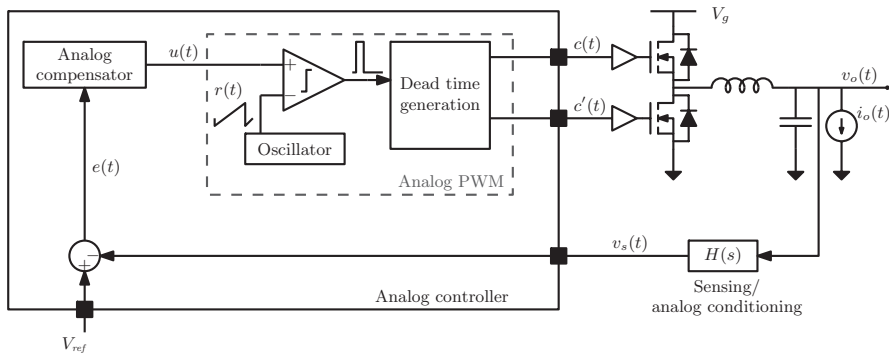 Analog
compensator
u(t)
r(t)
+
−
Oscillator
Dead time
generation
Analog PWM
c(t)
c′(t)
V_g
v_o(t)
i_o(t)
e(t)
−
+
v_s(t)
H(s)
Sensing/
analog conditioning
Analog controller
V_ref